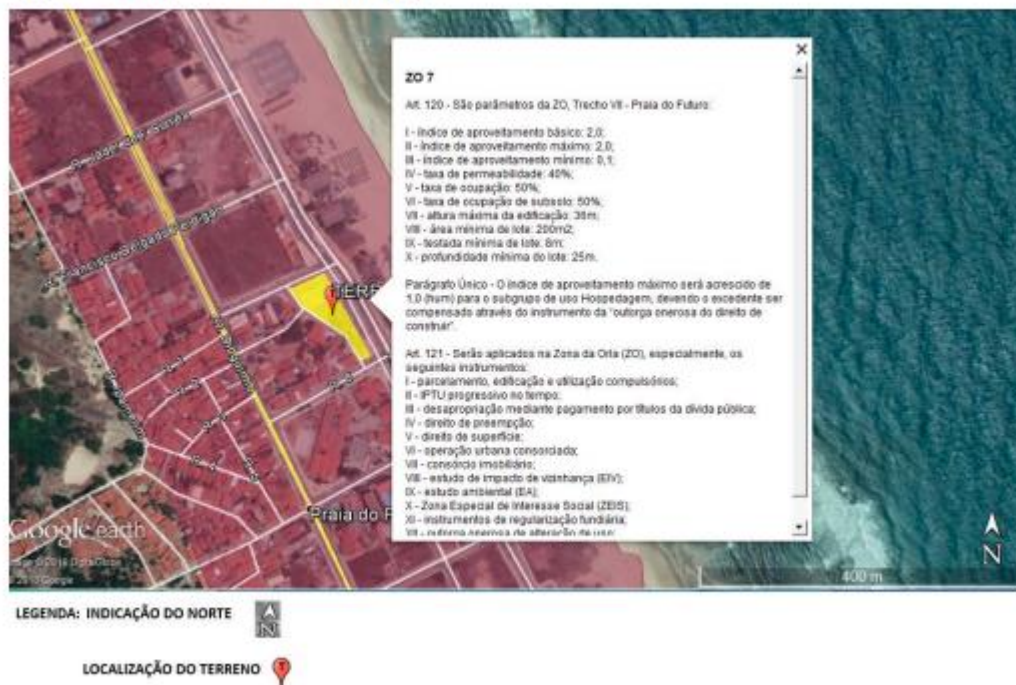 ZO 7
Art. 120 - São parâmetros da ZO, Trecho VII - Praia do Futuro:
I - índice de aproveitamento básico: 2,0;
II - índice de aproveitamento máximo: 2,0;
III - índice de aproveitamento mínimo: 0,1;
IV - taxa de permeabilidade: 40%;
V - taxa de ocupação: 50%;
VI - taxa de ocupação de subsolo: 50%;
VII - altura máxima da edificação: 36m;
VIII - área mínima de lote: 200m2;
IX - testada mínima de lote: 8m;
X - profundidade mínima do lote: 25m.
Parágrafo Único - O índice de aproveitamento máximo será acrescido de
1,0 (hum) para o subgrupo de uso Hospedagem, devendo o excedente ser
compensado através do instrumento da "outorga onerosa do direito de
construir".
Art. 121 - Serão aplicados na Zona da Orla (ZO), especialmente, os
seguintes instrumentos:
I - parcelamento, edificação e utilização compulsórios;
II - IPTU progressivo no tempo;
III - desapropriação mediante pagamento por títulos da dívida pública;
IV - direito de preempção;
V - direito de superfície;
VI - operação urbana consorciada;
VII - consórcio imobiliário;
VIII - estudo de impacto de vizinhança (EIV);
IX - estudo ambiental (EA);
X - Zona Especial de Interesse Social (ZEIS);
XI - instrumentos de regularização fundiária;
XII - outorga onerosa de alteração de uso;
TERR
Praia do F
Google earth
400 m
N
LEGENDA: INDICAÇÃO DO NORTE
N
LOCALIZAÇÃO DO TERRENO
T